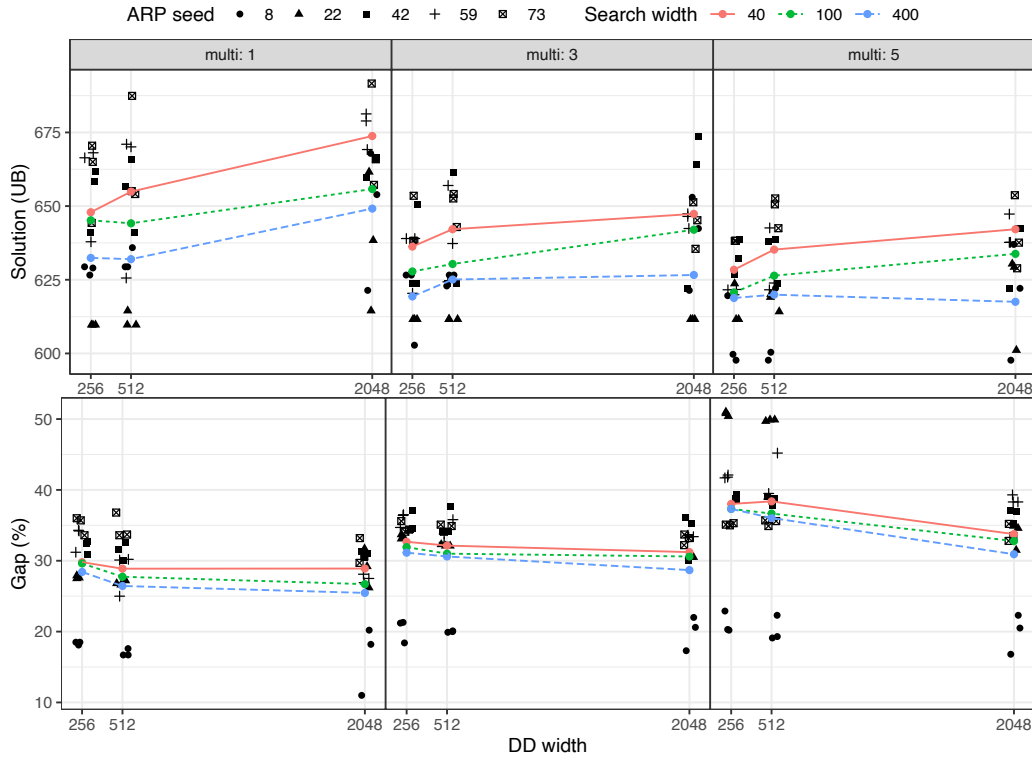 ARP seed 8 22 42 59 73 Search width 40 100 400
multi: 1 multi: 3 multi: 5
Solution (UB)
675
650
625
600
256 512 2048 256 512 2048 256 512 2048
Gap (%)
50
40
30
20
10
256 512 2048 256 512 2048 256 512 2048
DD width